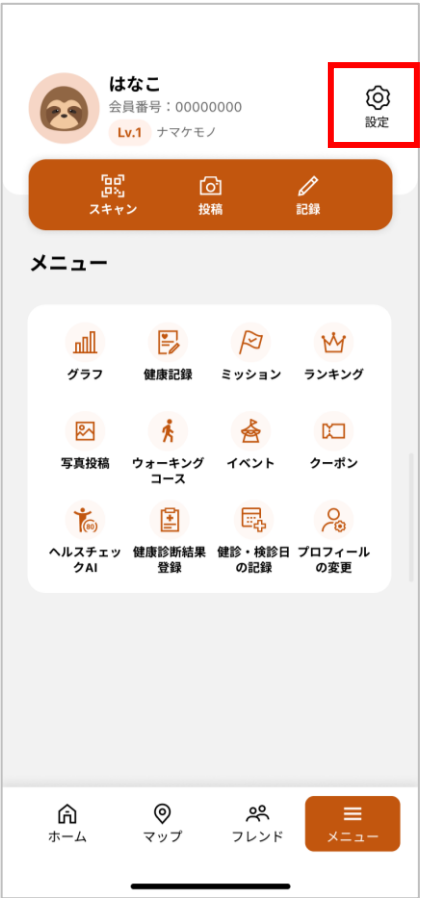 はなこ
会員番号：00000000
Lv.1 ナマケモノ
設定
スキャン 投稿 記録
メニュー
グラフ 健康記録 ミッション ランキング
写真投稿 ウォーキング イベント クーポン
コース
ヘルスチェッ 健康診断結果 健診・検診日 プロフィール
クAI 登録 の記録 の変更
ホーム マップ フレンド メニュー